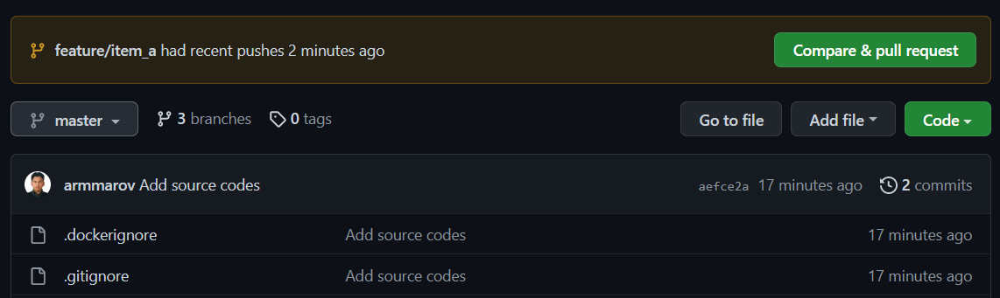 feature/item_a had recent pushes 2 minutes ago Compare & pull request
master 3 branches 0 tags Go to file Add file Code
armmarov Add source codes aefce2a 17 minutes ago 2 commits
.dockerignore Add source codes 17 minutes ago
.gitignore Add source codes 17 minutes ago